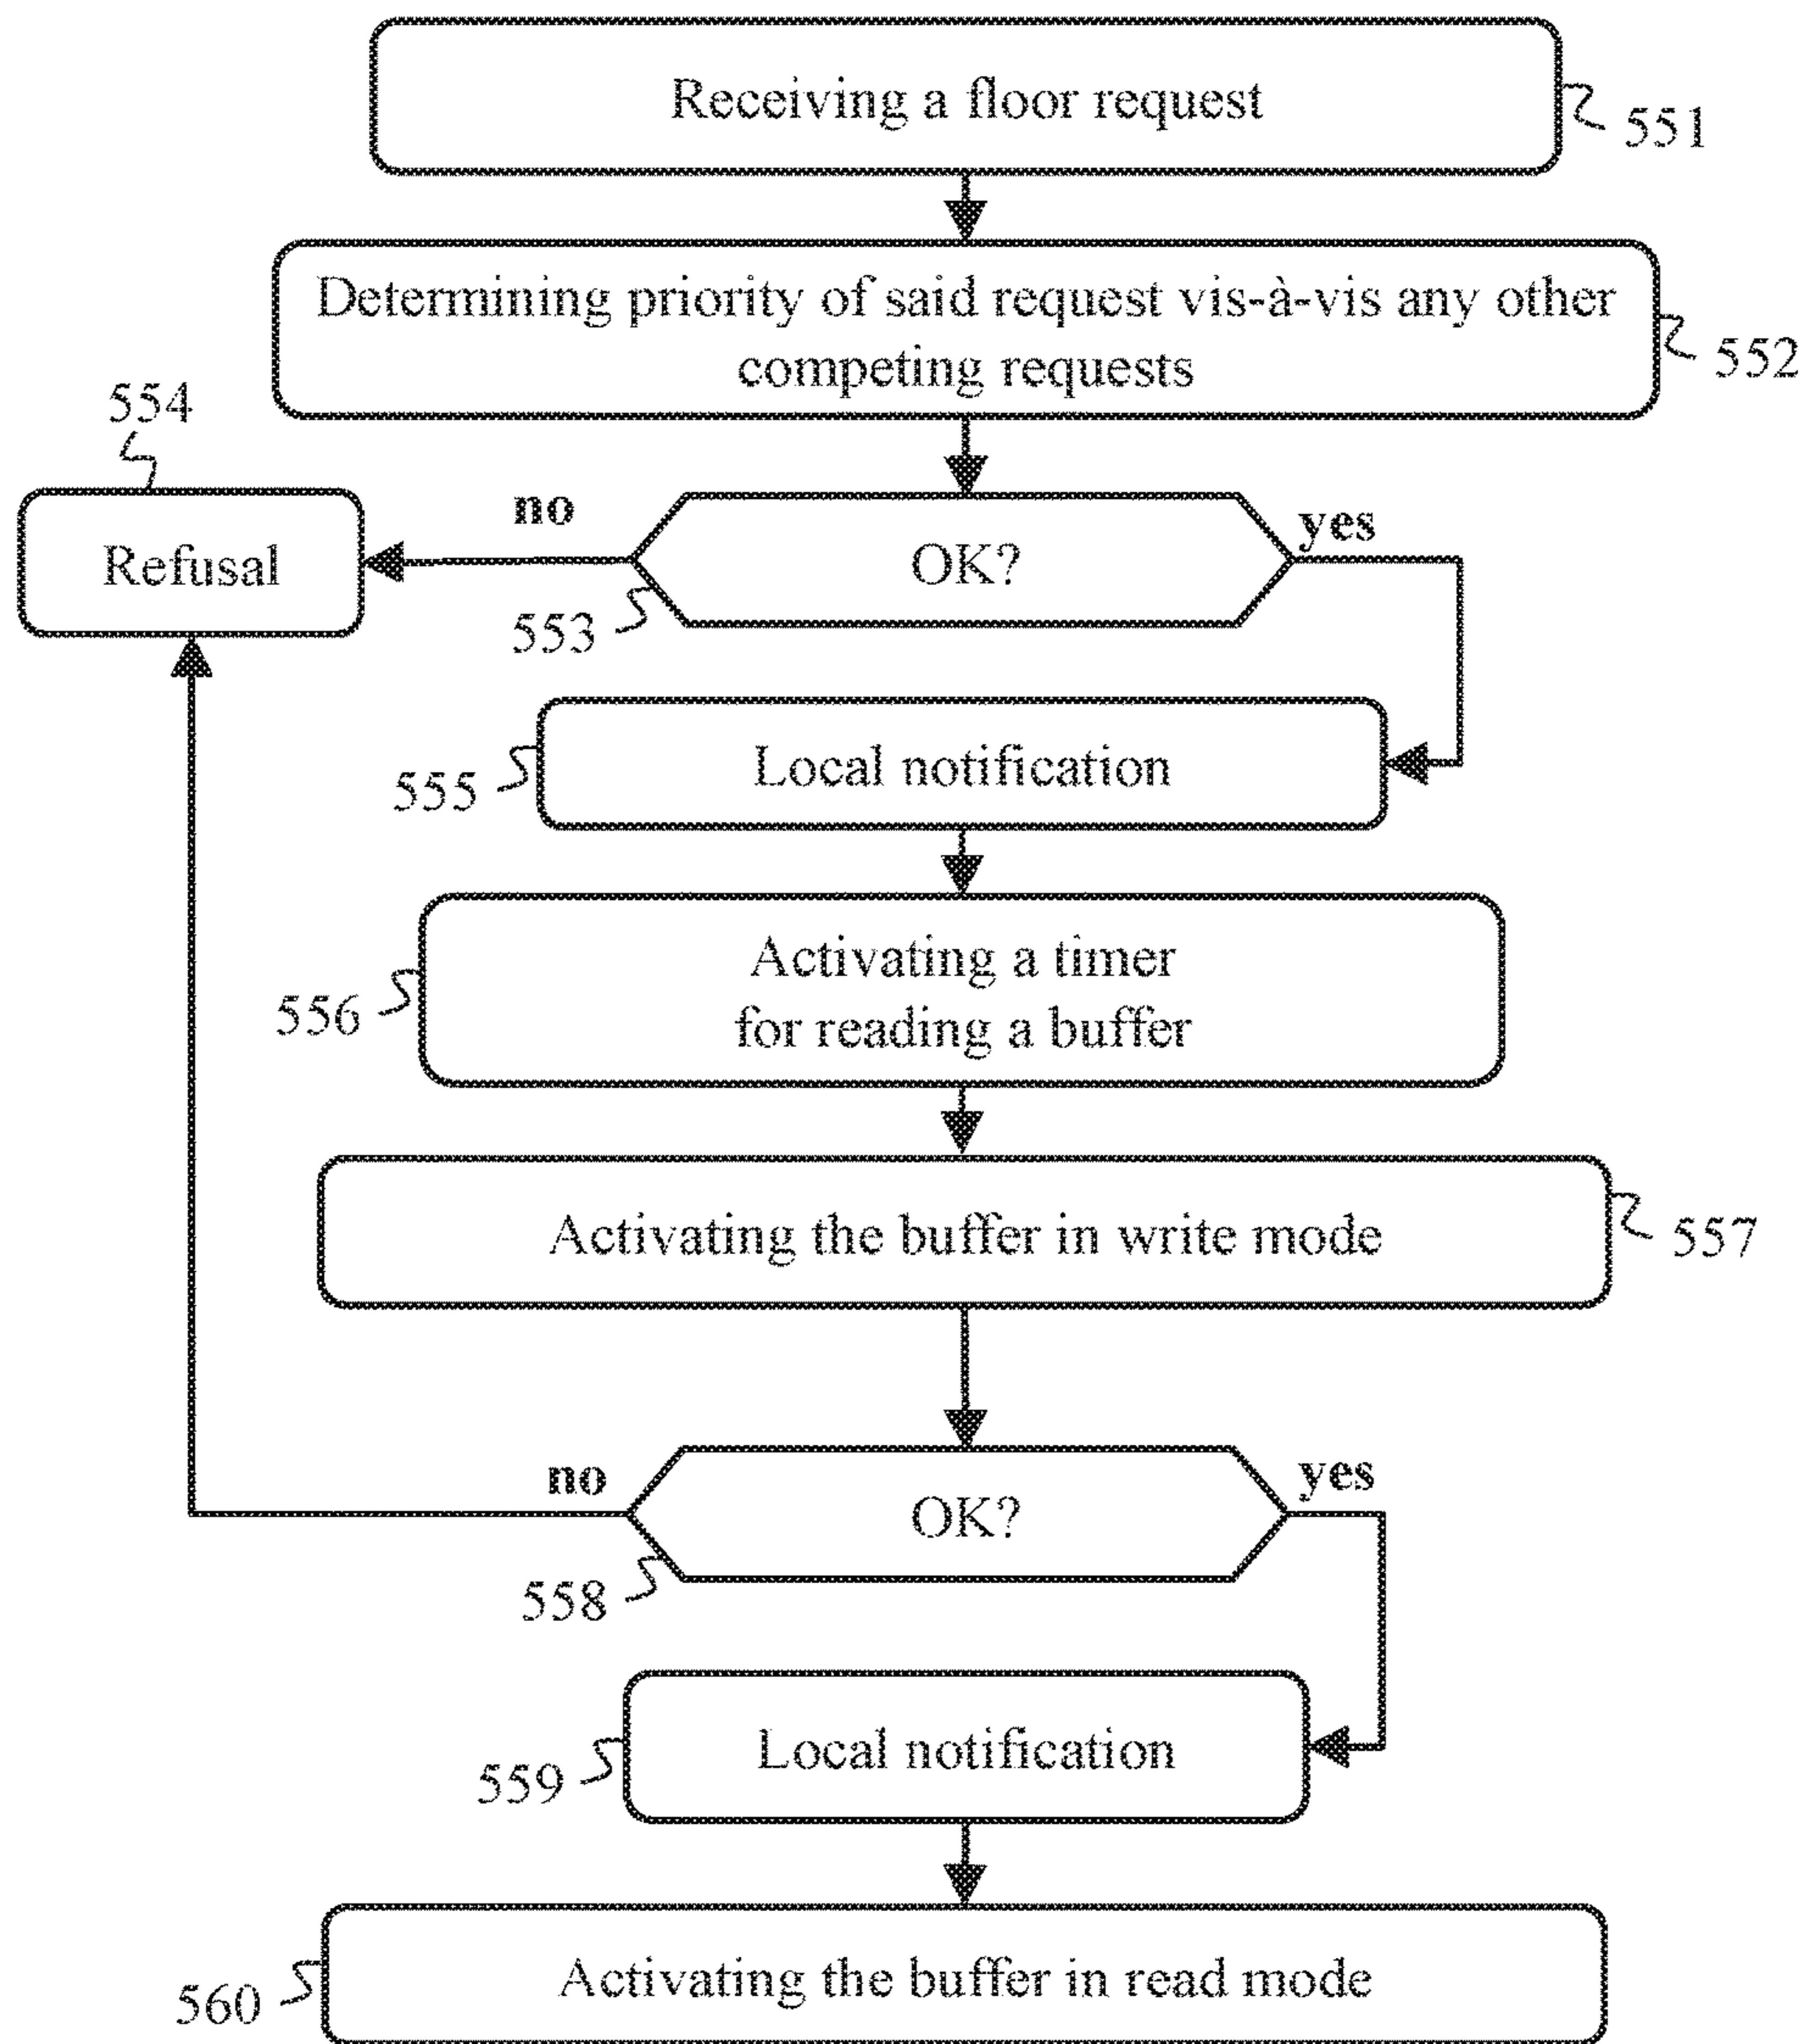 Receiving a floor request
551
Determining priority of said request vis-à-vis any other
competing requests
552
554
Refusal
no
OK?
yes
553
Local notification
555
Activating a timer
for reading a buffer
556
Activating the buffer in write mode
557
no
OK?
yes
558
Local notification
559
Activating the buffer in read mode
560